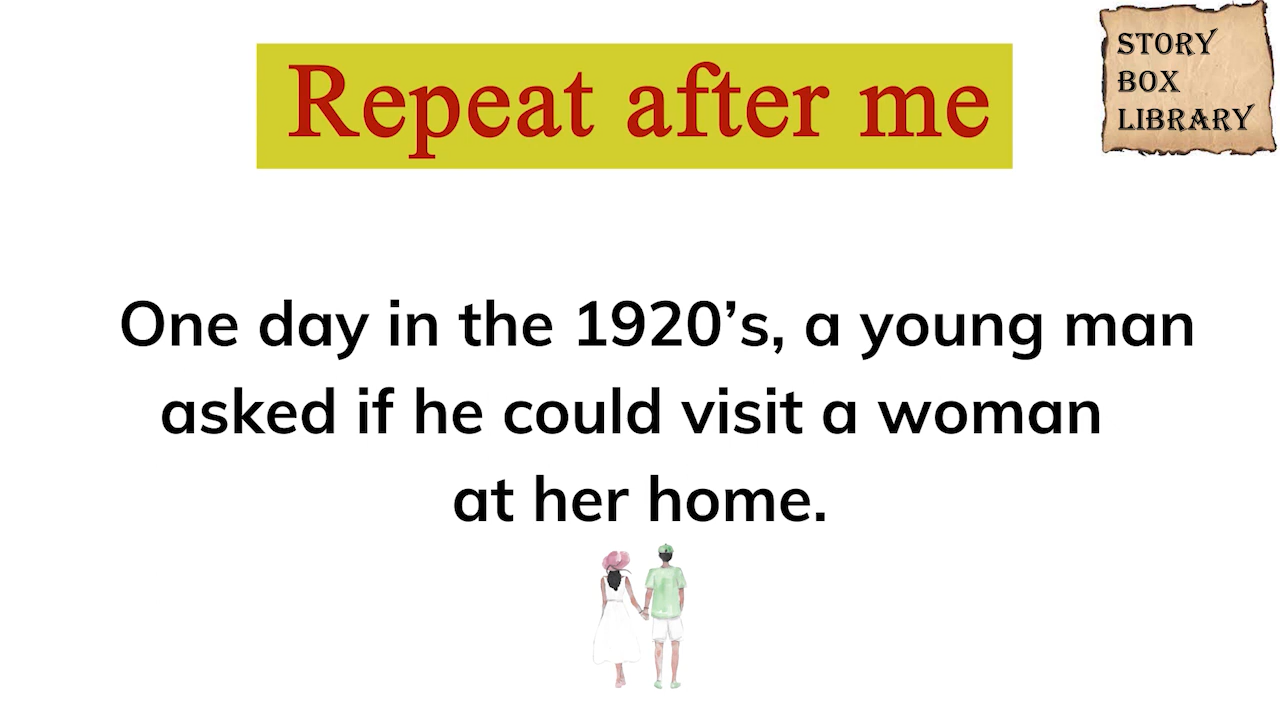 Repeat after me
STORY
BOX
LIBRARY
One day in the 1920’s, a young man
asked if he could visit a woman
at her home.